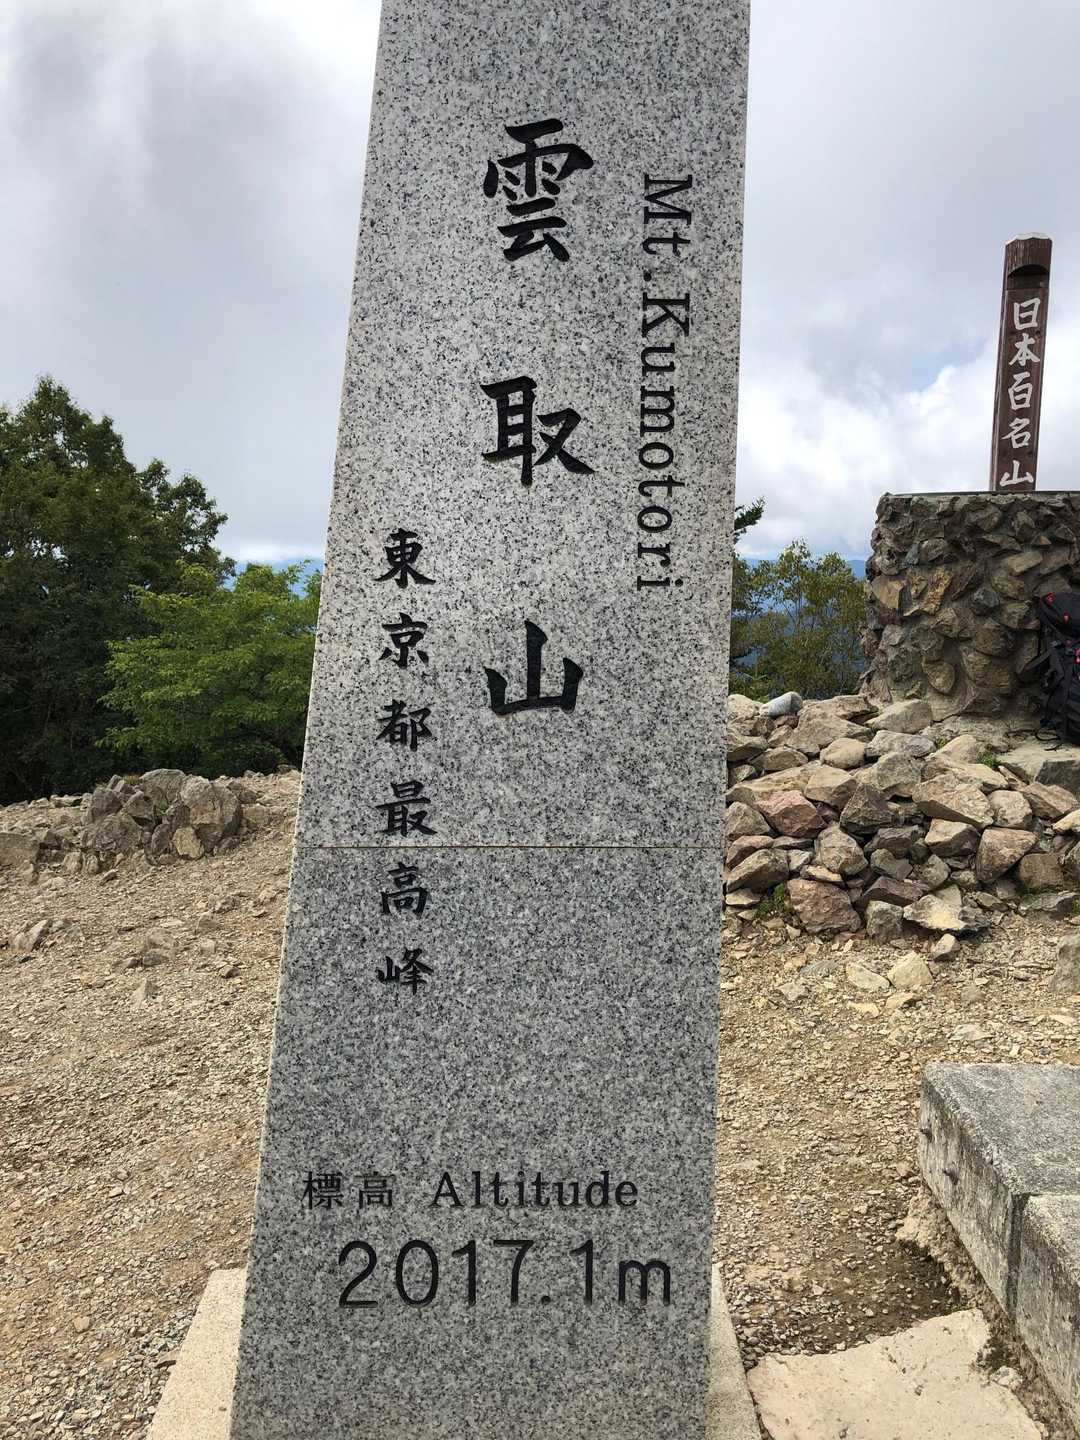 Mt.Kumotori
雲取山
東京都最高峰
標高 Altitude
2017.1m
日本百名山